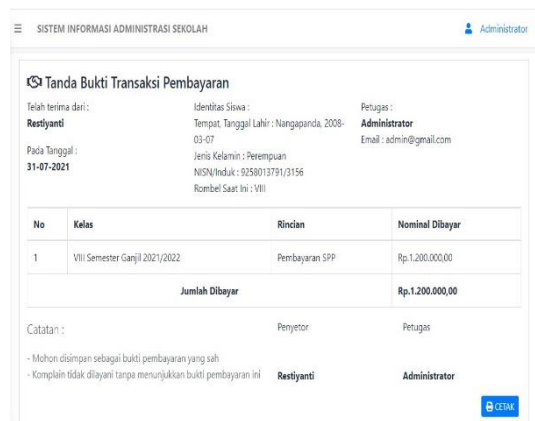 SISTEM INFORMASI ADMINISTRASI SEKOLAH
Administrator
Tanda Bukti Transaksi Pembayaran
Telah terima dari :
Restiyanti
Pada Tanggal :
31-07-2021
Identitas Siswa :
Tempat, Tanggal Lahir : Nangapanda, 2008-
03-07
Jenis Kelamin : Perempuan
NISN/Induk : 9258013791/3156
Rombel Saat Ini : VIII
Petugas :
Administrator
Email : admin@gmail.com
No Kelas Rincian Nominal Dibayar
1 VIII Semester Ganjil 2021/2022 Pembayaran SPP Rp.1.200.000,00
Jumlah Dibayar Rp.1.200.000,00
Catatan :
- Mohon disimpan sebagai bukti pembayaran yang sah
- Komplain tidak dilayani tanpa menunjukkan bukti pembayaran ini
Penyetor
Restiyanti
Petugas
Administrator
CETAK